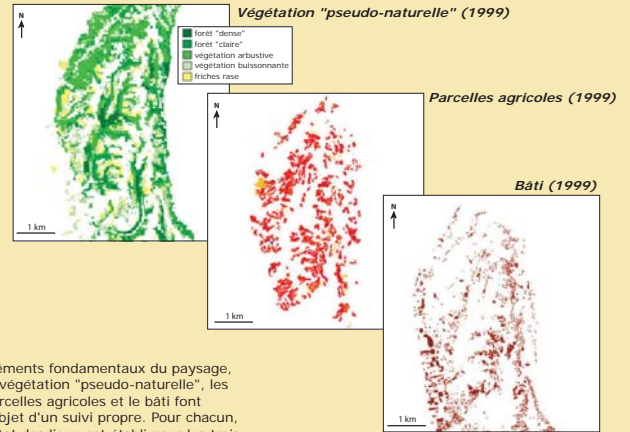 Végétation "pseudo-naturelle" (1999)
N
forêt "dense"
forêt "claire"
végétation arbustive
végétation buissonnante
friches rase
1 km
Parcelles agricoles (1999)
N
1 km
Bâti (1999)
N
1 km
éments fondamentaux du paysage,
végétation "pseudo-naturelle", les
rcelles agricoles et le bâti font
bjet d'un suivi propre. Pour chacun,